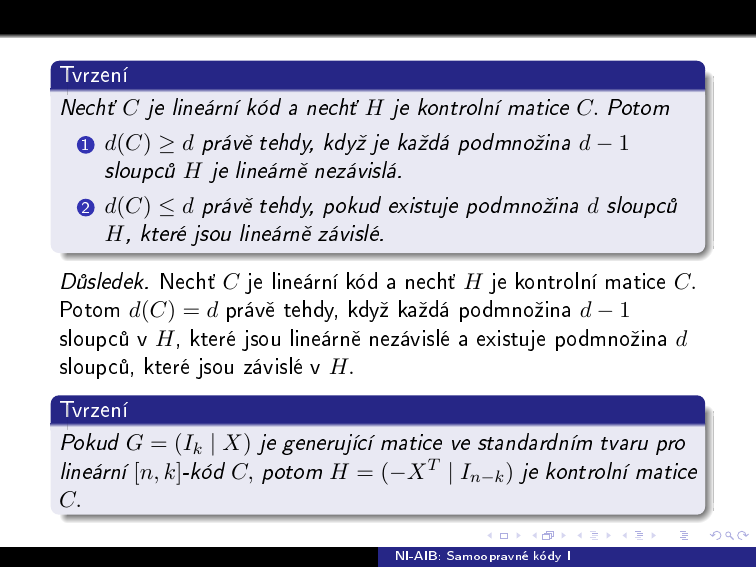 Tvrzení
Nechť C je lineární kód a nechť H je kontrolní matice C. Potom
1 d(C) ≥ d právě tehdy, když je každá podmnožina d − 1
sloupců H je lineárně nezávislá.
2 d(C) ≤ d právě tehdy, pokud existuje podmnožina d sloupců
H, které jsou lineárně závislé.
Důsledek. Nechť C je lineární kód a nechť H je kontrolní matice C.
Potom d(C) = d právě tehdy, když každá podmnožina d − 1
sloupců v H, které jsou lineárně nezávislé a existuje podmnožina d
sloupců, které jsou závislé v H.
Tvrzení
Pokud G = (I_k | X) je generující matice ve standardním tvaru pro
lineární [n, k]-kód C, potom H = (−X^T | I_{n−k}) je kontrolní matice
C.
NI-AIB: Samoopravné kódy I